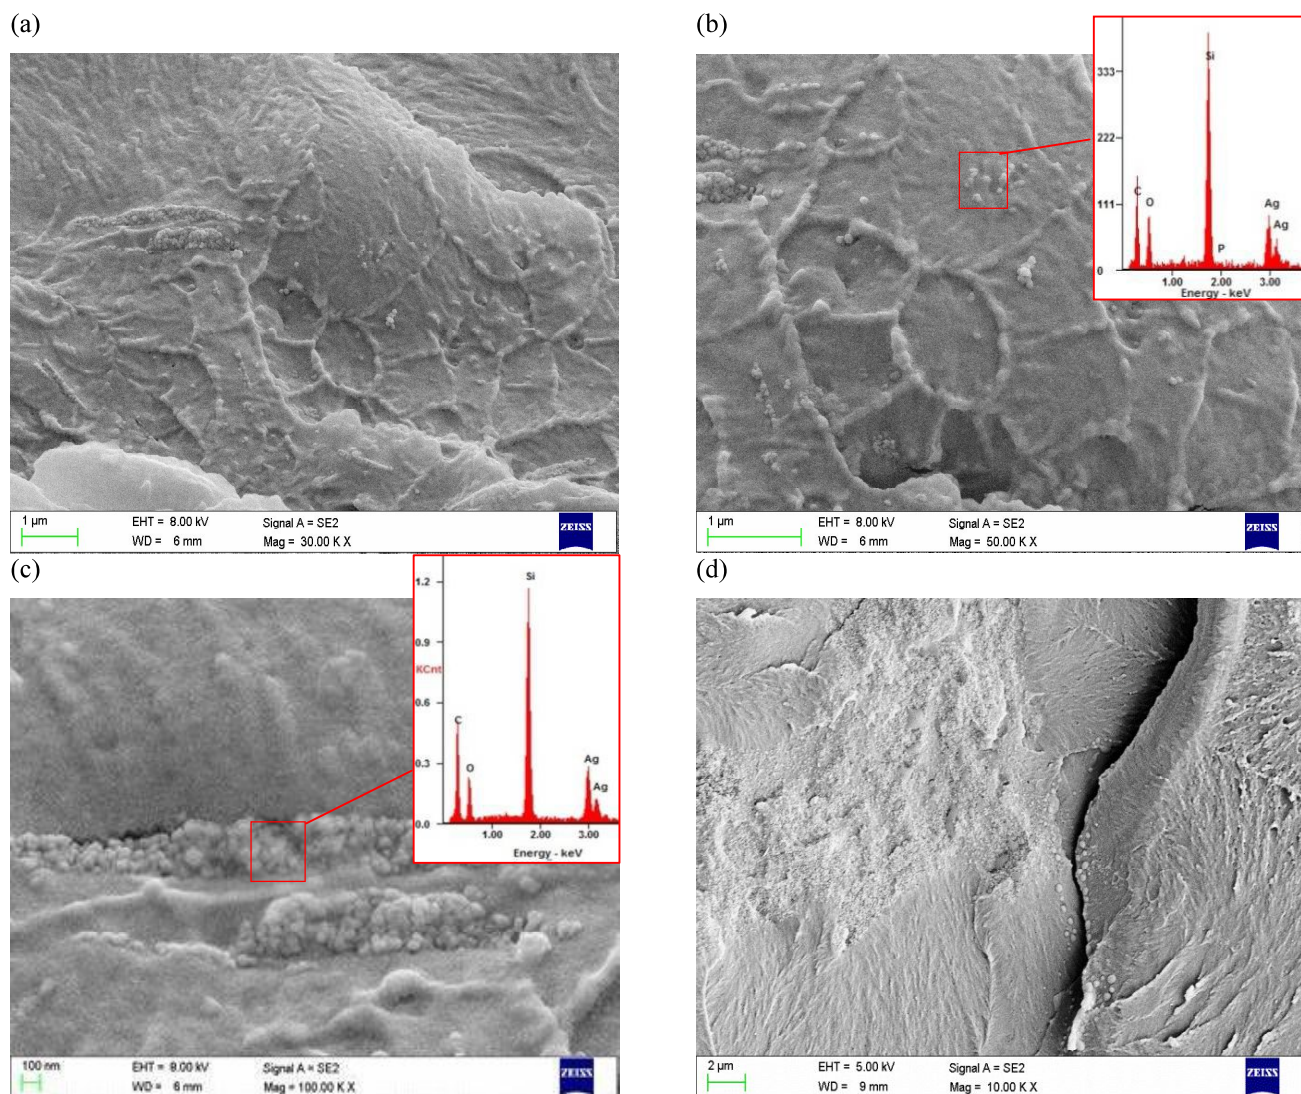 (a)
1 µm
EHT = 8.00 kV
Signal A = SE2
WD = 6 mm
Mag = 30.00 K X
ZEISS
(b)
333
222
111
0
Si
C
O
P
Ag
Ag
1.00 2.00 3.00
Energy - keV
1 µm
EHT = 8.00 kV
Signal A = SE2
WD = 6 mm
Mag = 50.00 K X
ZEISS
(c)
1.2
0.9
KCnt
0.6
0.3
0.0
Si
C
O
Ag
Ag
1.00 2.00 3.00
Energy - keV
100 nm
EHT = 8.00 kV
Signal A = SE2
WD = 6 mm
Mag = 100.00 K X
ZEISS
(d)
2 µm
EHT = 5.00 kV
Signal A = SE2
WD = 9 mm
Mag = 10.00 K X
ZEISS